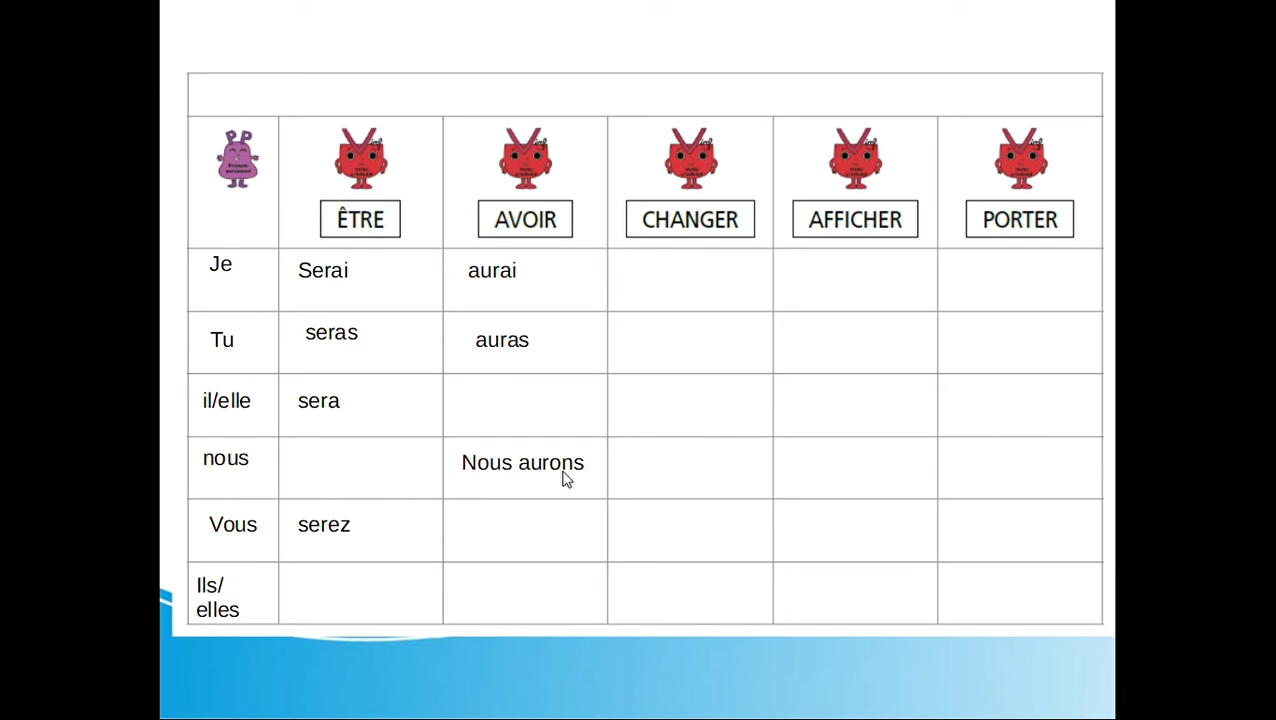 ÊTRE AVOIR CHANGER AFFICHER PORTER
Je Serai aurai
Tu seras auras
il/elle sera
nous Nous aurons
Vous serez
Ils/
elles